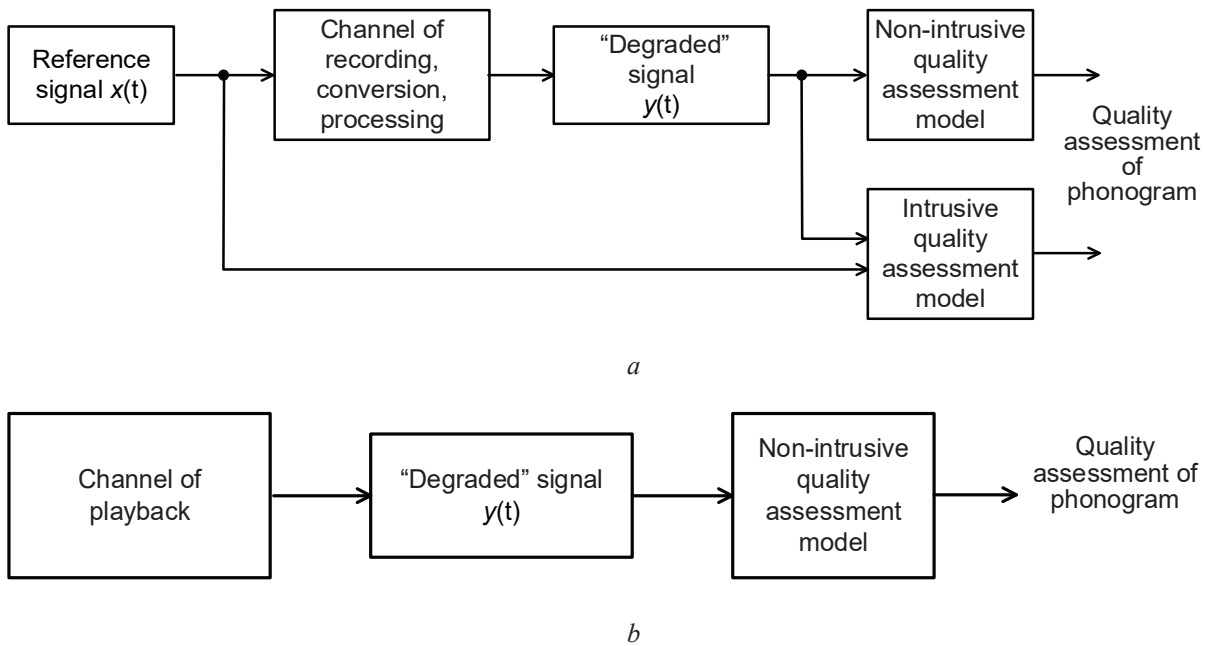 Reference
signal x(t)
Channel of
recording,
conversion,
processing
“Degraded”
signal
y(t)
Non-intrusive
quality
assessment
model
Quality
assessment
of
phonogram
Intrusive
quality
assessment
model
a
Channel of
playback
“Degraded” signal
y(t)
Non-intrusive
quality
assessment
model
Quality
assessment of
phonogram
b